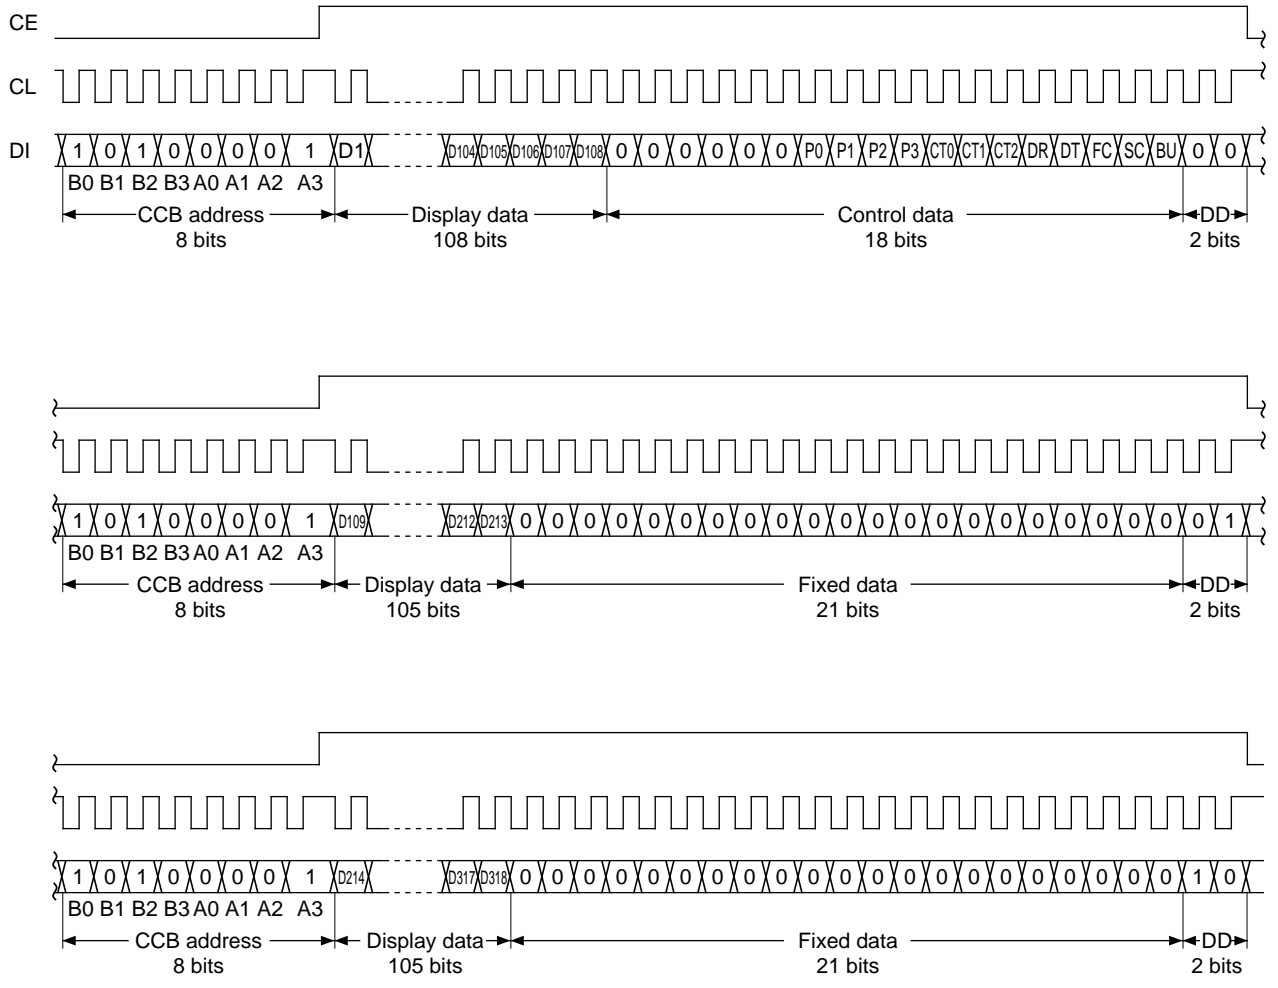 CE
CL
DI 1 0 1 0 0 0 0 1 D1 D104 D105 D106 D107 D108 0 0 0 0 0 0 P0 P1 P2 P3 CT0 CT1 CT2 DR DT FC SC BU 0 0
B0 B1 B2 B3 A0 A1 A2 A3
CCB address Display data Control data DD
8 bits 108 bits 18 bits 2 bits
1 0 1 0 0 0 0 1 D109 D212 D213 0 0 0 0 0 0 0 0 0 0 0 0 0 0 0 0 0 0 0 0 0 0 1
B0 B1 B2 B3 A0 A1 A2 A3
CCB address Display data Fixed data DD
8 bits 105 bits 21 bits 2 bits
1 0 1 0 0 0 0 1 D214 D317 D318 0 0 0 0 0 0 0 0 0 0 0 0 0 0 0 0 0 0 0 0 0 1 0
B0 B1 B2 B3 A0 A1 A2 A3
CCB address Display data Fixed data DD
8 bits 105 bits 21 bits 2 bits